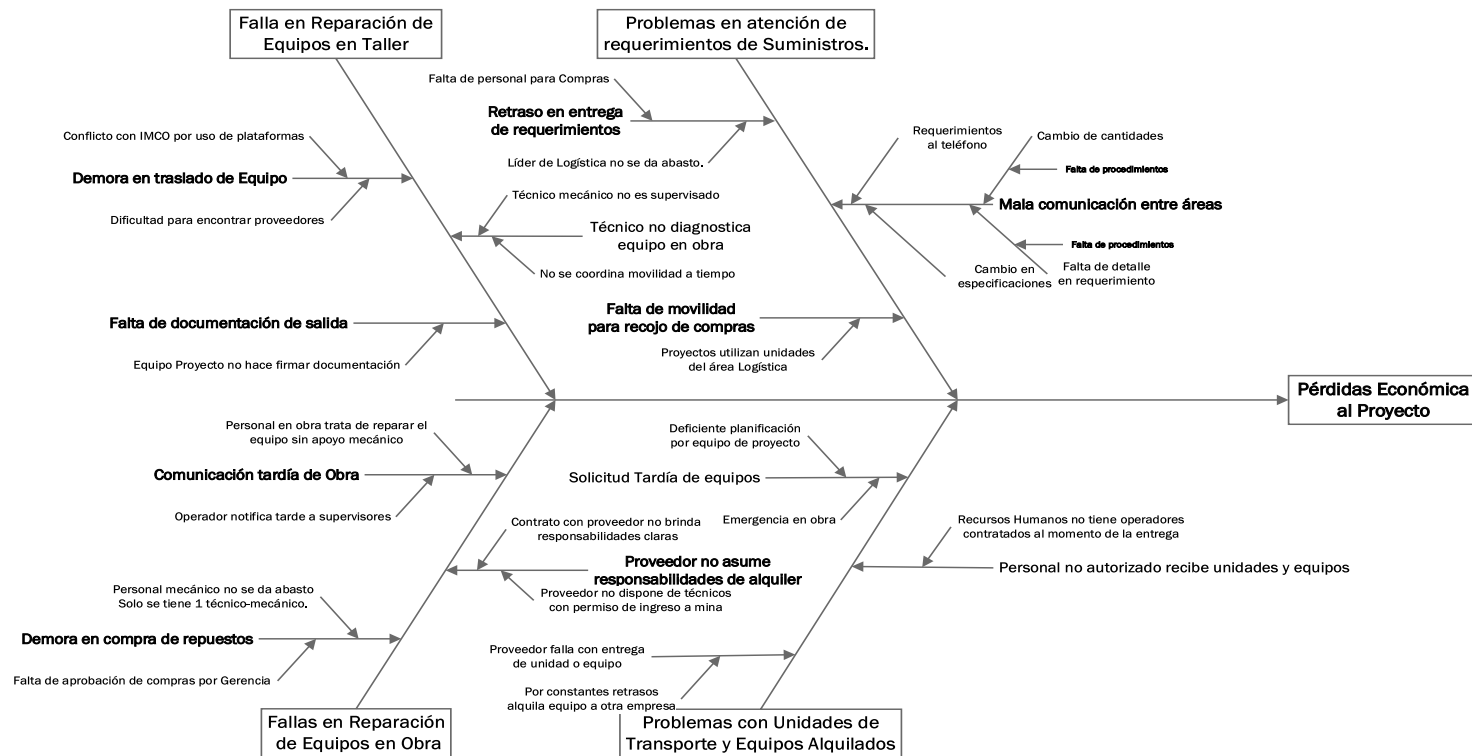 Falla en Reparación de
Equipos en Taller
Problemas en atención de
requerimientos de Suministros.
Falta de personal para Compras
Retraso en entrega
de requerimientos
Líder de Logística no se da abasto.
Conflicto con IMCO por uso de plataformas
Demora en traslado de Equipo
Dificultad para encontrar proveedores
Técnico mecánico no es supervisado
Técnico no diagnostica
equipo en obra
No se coordina movilidad a tiempo
Requerimientos
al teléfono
Cambio de cantidades
Falta de procedimientos
Mala comunicación entre áreas
Falta de procedimientos
Cambio en
especificaciones
Falta de detalle
en requerimiento
Falta de documentación de salida
Equipo Proyecto no hace firmar documentación
Falta de movilidad
para recojo de compras
Proyectos utilizan unidades
del área Logística
Pérdidas Económica
al Proyecto
Personal en obra trata de reparar el
equipo sin apoyo mecánico
Comunicación tardía de Obra
Operador notifica tarde a supervisores
Deficiente planificación
por equipo de proyecto
Solicitud Tardía de equipos
Emergencia en obra
Contrato con proveedor no brinda
responsabilidades claras
Proveedor no asume
responsabilidades de alquiler
Proveedor no dispone de técnicos
con permiso de ingreso a mina
Recursos Humanos no tiene operadores
contratados al momento de la entrega
Personal no autorizado recibe unidades y equipos
Personal mecánico no se da abasto
Solo se tiene 1 técnico-mecánico.
Demora en compra de repuestos
Falta de aprobación de compras por Gerencia
Proveedor falla con entrega
de unidad o equipo
Por constantes retrasos
alquila equipo a otra empresa
Fallas en Reparación
de Equipos en Obra
Problemas con Unidades de
Transporte y Equipos Alquilados